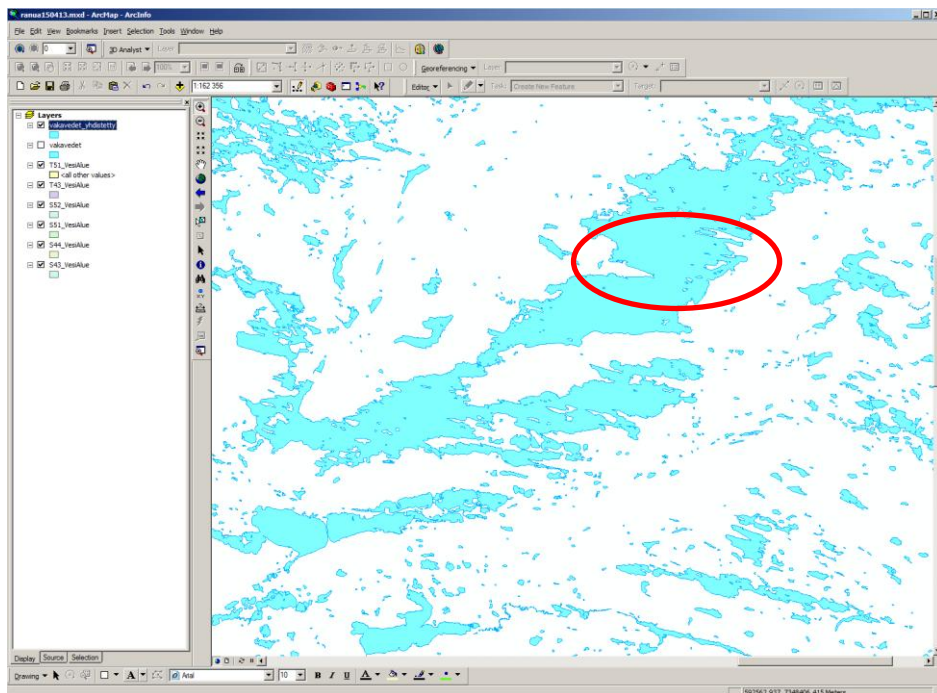 ranua150413.mxd - ArcMap - ArcInfo
File Edit View Bookmarks Insert Selection Tools Window Help
0 3D Analyst Layer:
100% Georeferencing Layer:
1:162 356 Editor Task: Create New Feature Target:
Layers
vakavedet_yhdistetty
vakavedet
T51_VesiAlue
<all other values>
T43_VesiAlue
S52_VesiAlue
S51_VesiAlue
S44_VesiAlue
S43_VesiAlue
Display Source Selection
Drawing A Arial 10 B I U A